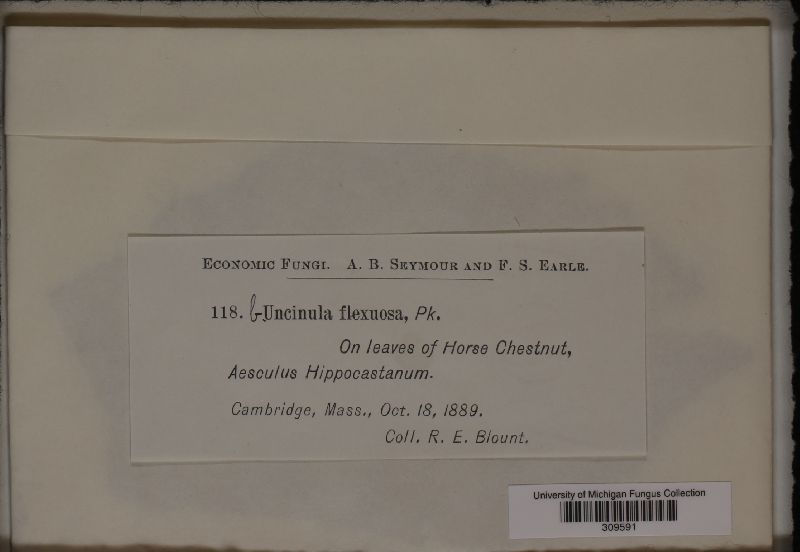 Economic Fungi. A. B. Seymour and F. S. Earle.
118. b Uncinula flexuosa, Pk.
On leaves of Horse Chestnut,
Aesculus Hippocastanum.
Cambridge, Mass., Oct. 18, 1889.
Coll. R. E. Blount.
University of Michigan Fungus Collection
309591